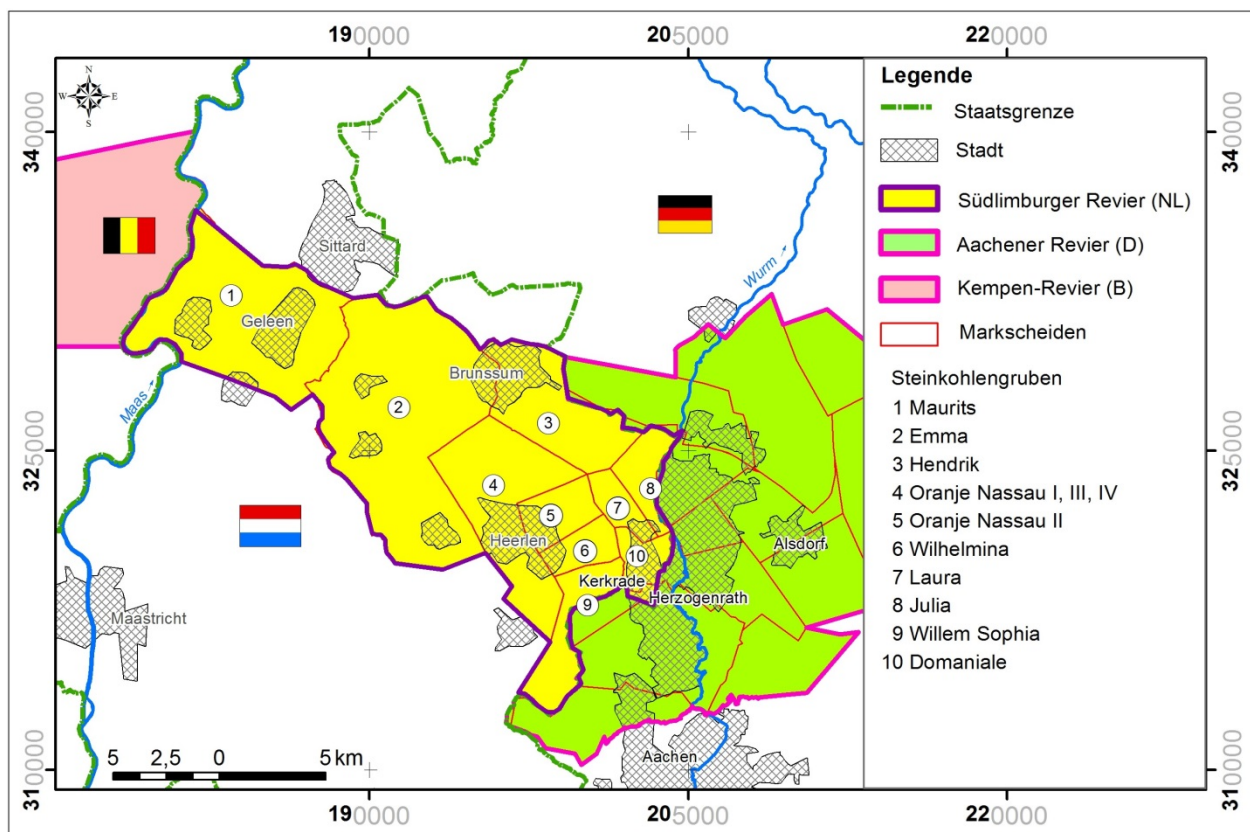 190000
205000
220000
340000
325000
310000
N
W
E
S
Sittard
Wurm
1
Geleen
Brunssum
2
3
Maas
4
8
7
5
Heerlen
6
10
Alsdorf
Kerkrade
9
Herzogenrath
Maastricht
Aachen
5 2,5 0 5 km
190000
205000
220000
340000
325000
310000
Legende
Staatsgrenze
Stadt
Südlimburger Revier (NL)
Aachener Revier (D)
Kempen-Revier (B)
Markscheiden
Steinkohlengruben
1 Maurits
2 Emma
3 Hendrik
4 Oranje Nassau I, III, IV
5 Oranje Nassau II
6 Wilhelmina
7 Laura
8 Julia
9 Willem Sophia
10 Domaniale